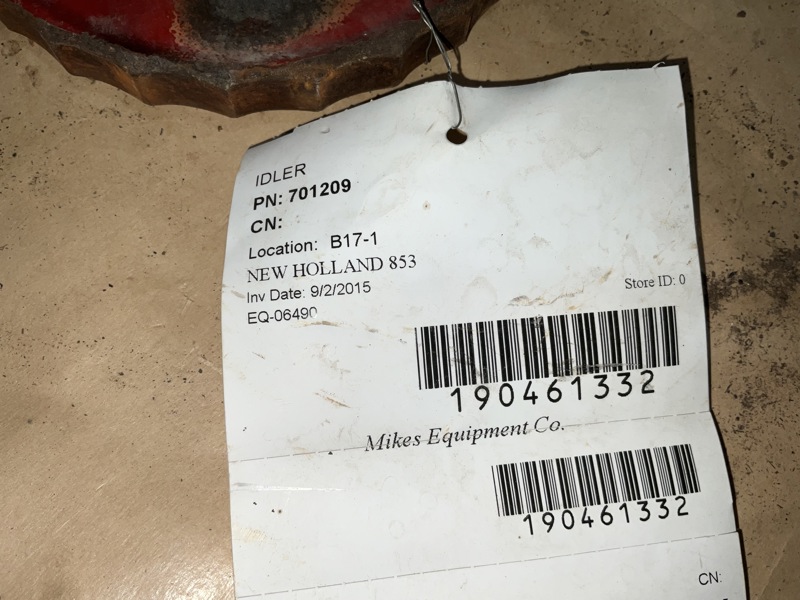 IDLER
PN: 701209
CN:
Location: B17-1
NEW HOLLAND 853
Inv Date: 9/2/2015
EQ-06490
Store ID: 0
190461332
Mikes Equipment Co.
190461332
CN: